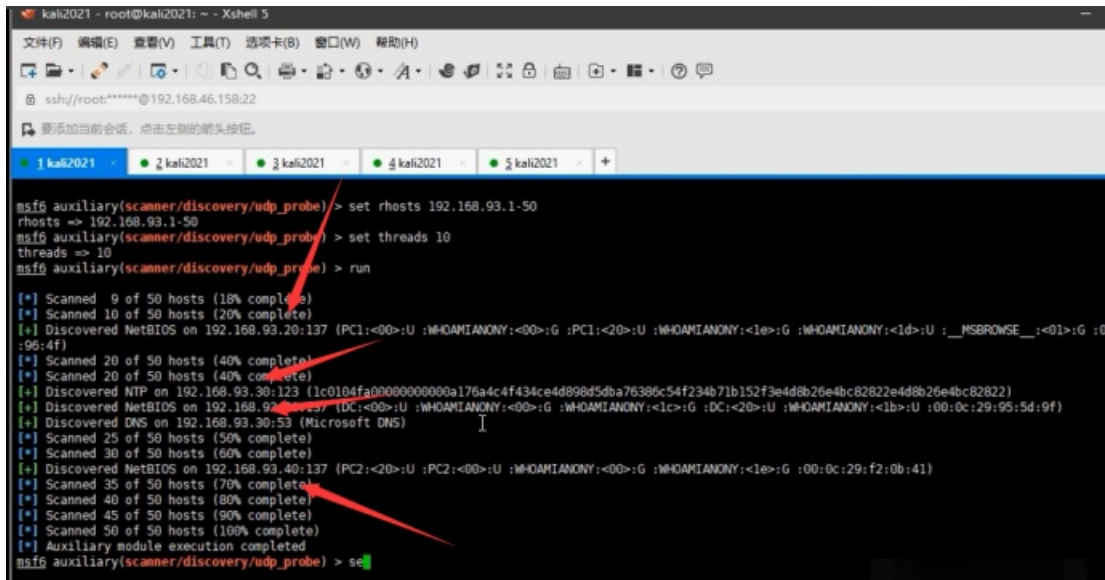 kali2021 - root@kali2021: ~ - Xshell 5
文件(F) 编辑(E) 查看(V) 工具(T) 选项卡(B) 窗口(W) 帮助(H)
ssh://root:******@192.168.46.158:22
要添加当前会话，点击左侧的箭头按钮。
1 kali2021 2 kali2021 3 kali2021 4 kali2021 5 kali2021
msf6 auxiliary(scanner/discovery/udp_probe) > set rhosts 192.168.93.1-50
rhosts => 192.168.93.1-50
msf6 auxiliary(scanner/discovery/udp_probe) > set threads 10
threads => 10
msf6 auxiliary(scanner/discovery/udp_probe) > run
[*] Scanned 9 of 50 hosts (18% complete)
[*] Scanned 10 of 50 hosts (20% complete)
[+] Discovered NetBIOS on 192.168.93.20:137 (PC1:<00>:U :WHOAMIANONY:<00>:G :PC1:<20>:U :WHOAMIANONY:<1e>:G :WHOAMIANONY:<1d>:U :__MSBROWSE__:<01>:G :0
:96:4f)
[*] Scanned 20 of 50 hosts (40% complete)
[*] Scanned 20 of 50 hosts (40% complete)
[+] Discovered NTP on 192.168.93.30:123
[+] Discovered NetBIOS on (DC:<00>:U :WHOAMIANONY:<00>:G :WHOAMIANONY:<1c>:G :DC:<20>:U :WHOAMIANONY:<1b>:U :00:0c:29:95:5d:9f)
[+] Discovered DNS on 192.168.93.30:53 (Microsoft DNS)
[*] Scanned 25 of 50 hosts (50% complete)
[*] Scanned 30 of 50 hosts (60% complete)
[+] Discovered NetBIOS on 192.168.93.40:137 (PC2:<20>:U :PC2:<00>:U :WHOAMIANONY:<00>:G :WHOAMIANONY:<1e>:G :00:0c:29:f2:0b:41)
[*] Scanned 35 of 50 hosts (70% complete)
[*] Scanned 40 of 50 hosts (80% complete)
[*] Scanned 45 of 50 hosts (90% complete)
[*] Scanned 50 of 50 hosts (100% complete)
[*] Auxiliary module execution completed
msf6 auxiliary(scanner/discovery/udp_probe) > se